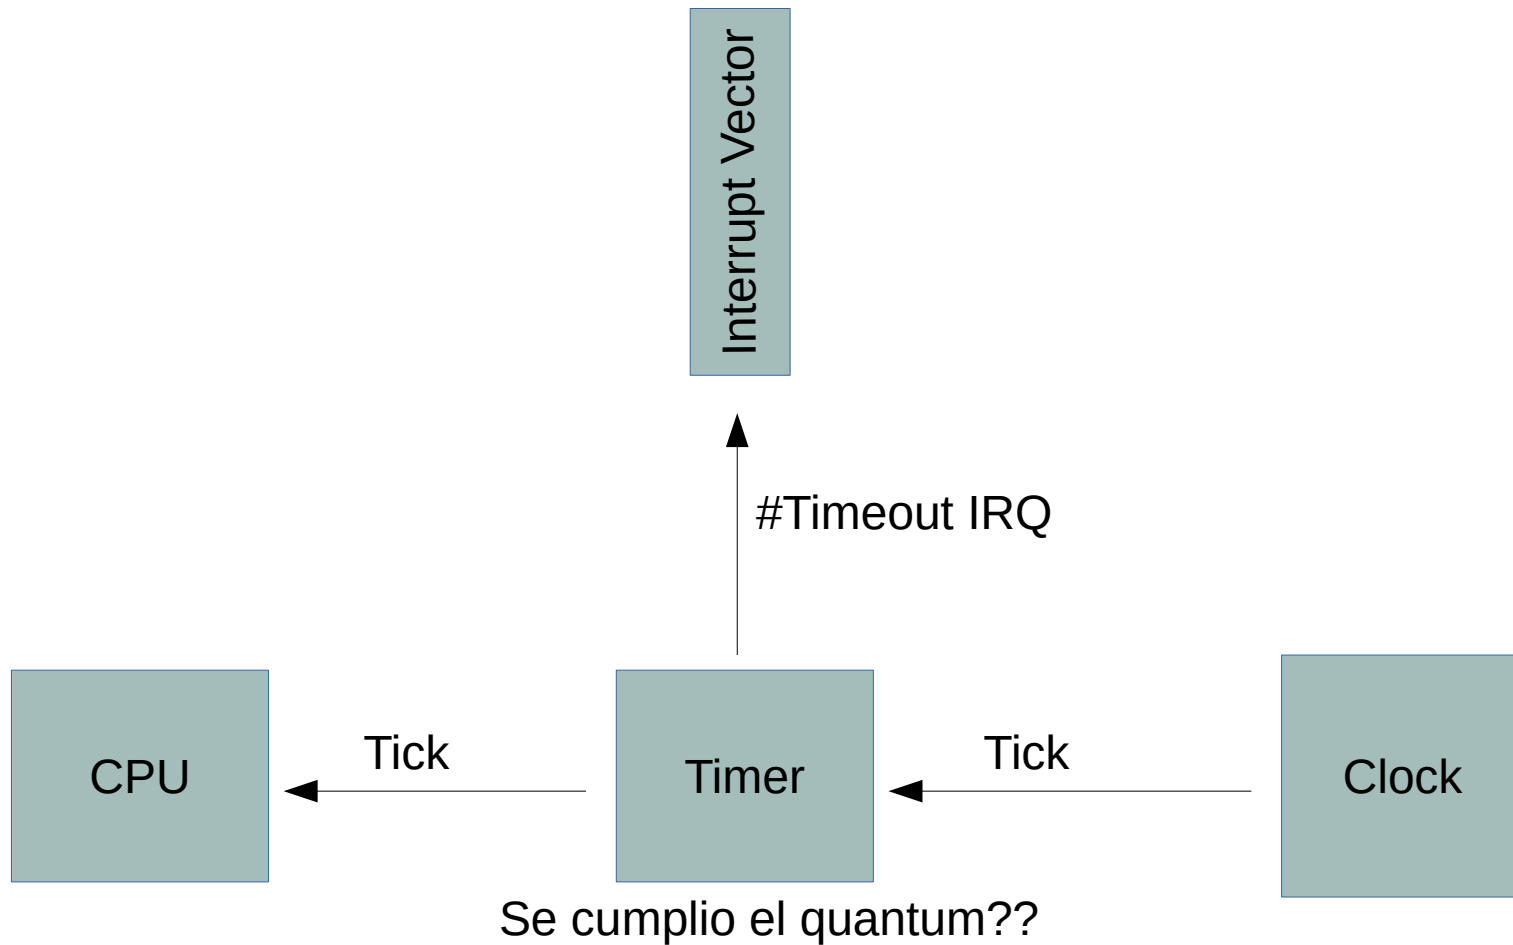 Interrupt Vector
#Timeout IRQ
Tick
Tick
CPU
Timer
Clock
Se cumplio el quantum??